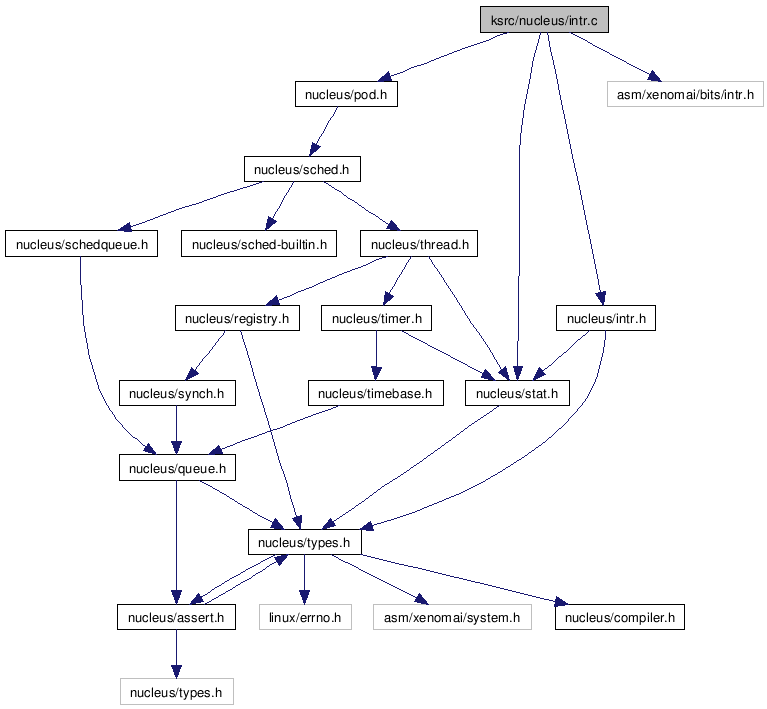 ksrc/nucleus/intr.c
nucleus/pod.h
asm/xenomai/bits/intr.h
nucleus/sched.h
nucleus/schedqueue.h
nucleus/sched-builtin.h
nucleus/thread.h
nucleus/registry.h
nucleus/timer.h
nucleus/intr.h
nucleus/synch.h
nucleus/timebase.h
nucleus/stat.h
nucleus/queue.h
nucleus/types.h
nucleus/assert.h
linux/errno.h
asm/xenomai/system.h
nucleus/compiler.h
nucleus/types.h